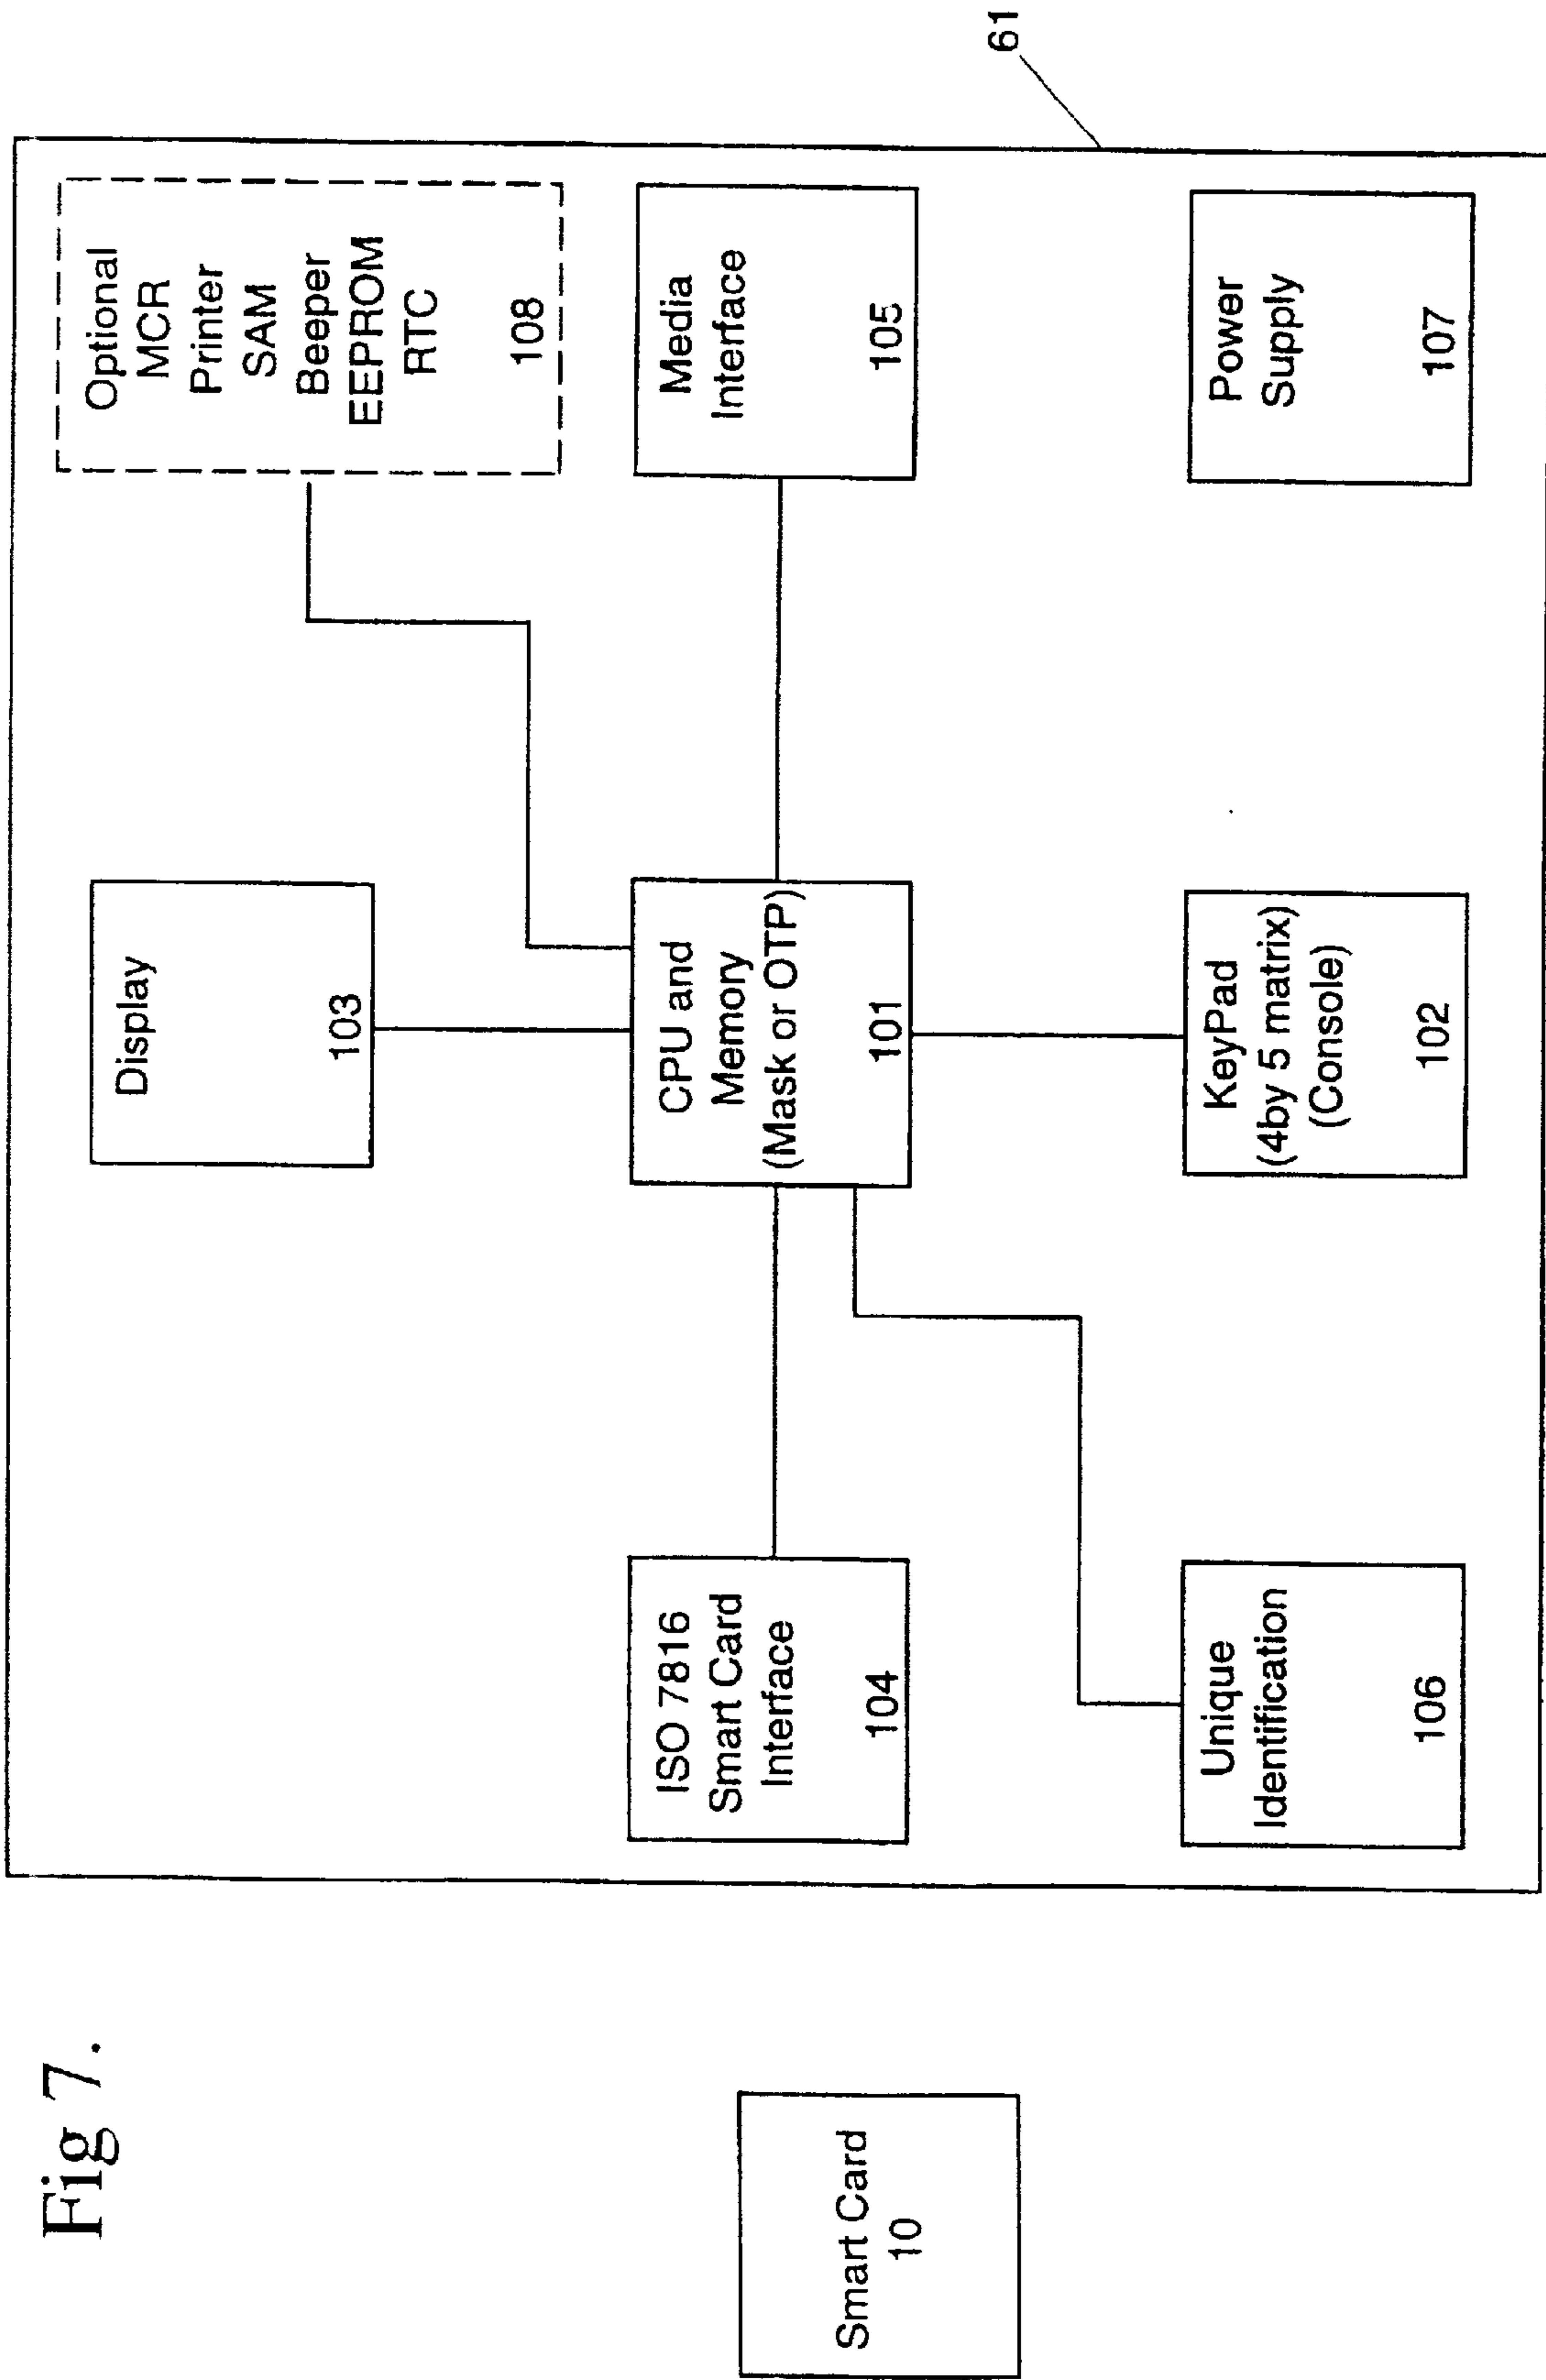 Fig 7.
Smart Card
10
Display
103
Optional
MCR
Printer
SAM
Beeper
EEPROM
RTC
108
ISO 7816
Smart Card
Interface
104
CPU and
Memory
(Mask or OTP)
101
Media
Interface
105
Unique
Identification
106
KeyPad
(4by 5 matrix)
(Console)
102
Power
Supply
107
61